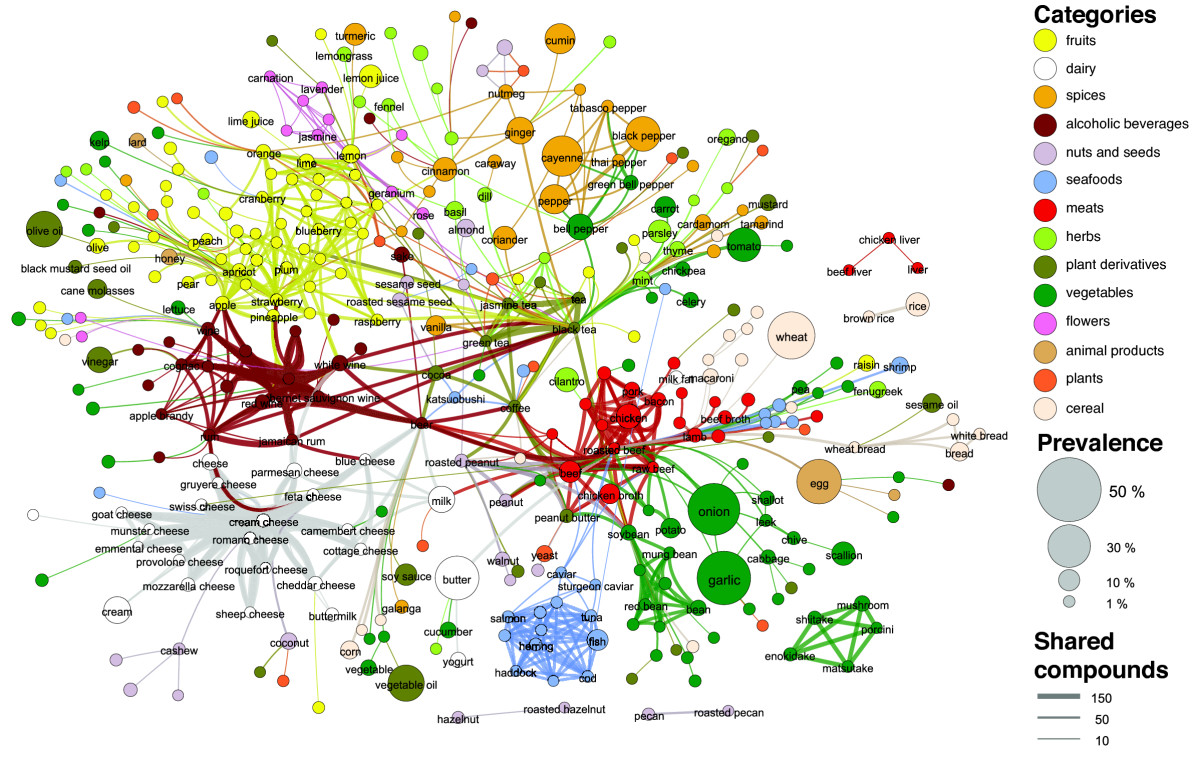 turmeric
cumin
lemongrass
carnation
lavender
lemon juice
nutmeg
fennel
tabasco pepper
lime juice
kelp
lard
jasmine
ginger
black pepper
oregano
orange
lime
lemon
cinnamon
caraway
cayenne
thai pepper
green bell pepper
cranberry
geranium
dill
pepper
carrot
mustard
rose
basil
almond
cardamom
tamarind
olive oil
olive
peach
blueberry
coriander
bell pepper
parsley
thyme
tomato
chicken liver
honey
sake
black mustard seed oil
apricot
plum
chickpea
beef liver
liver
cane molasses
pear
sesame seed
mint
lettuce
apple
strawberry
roasted sesame seed
jasmine tea
tea
celery
rice
pineapple
raspberry
vanilla
black tea
brown rice
wine
green tea
wheat
vinegar
cognac
white wine
cocoa
cilantro
milk fat
macaroni
raisin
shrimp
pea
fenugreek
red wine
cabernet sauvignon wine
katsuobushi
coffee
pork
bacon
sesame oil
apple brandy
beer
chicken
beef broth
rum
jamaican rum
lamb
white bread
cheese
blue cheese
roasted beef
wheat bread
bread
gruyere cheese
parmesan cheese
roasted peanut
beef
raw beef
egg
feta cheese
milk
peanut
chicken broth
swiss cheese
goat cheese
cream cheese
onion
shallot
munster cheese
romano cheese
camembert cheese
peanut butter
soybean
potato
leek
emmental cheese
cottage cheese
chive
provolone cheese
roquefort cheese
walnut
yeast
mung bean
cabbage
scallion
mozzarella cheese
cheddar cheese
soy sauce
butter
caviar
sturgeon caviar
garlic
cream
sheep cheese
buttermilk
galanga
salmon
tuna
red bean
bean
mushroom
shiitake
porcini
cucumber
coconut
cashew
corn
herring
fish
enokidake
matsutake
vegetable
yogurt
haddock
cod
vegetable oil
hazelnut
roasted hazelnut
pecan
roasted pecan
Categories
fruits
dairy
spices
alcoholic beverages
nuts and seeds
seafoods
meats
herbs
plant derivatives
vegetables
flowers
animal products
plants
cereal
Prevalence
50 %
30 %
10 %
1 %
Shared
compounds
150
50
10